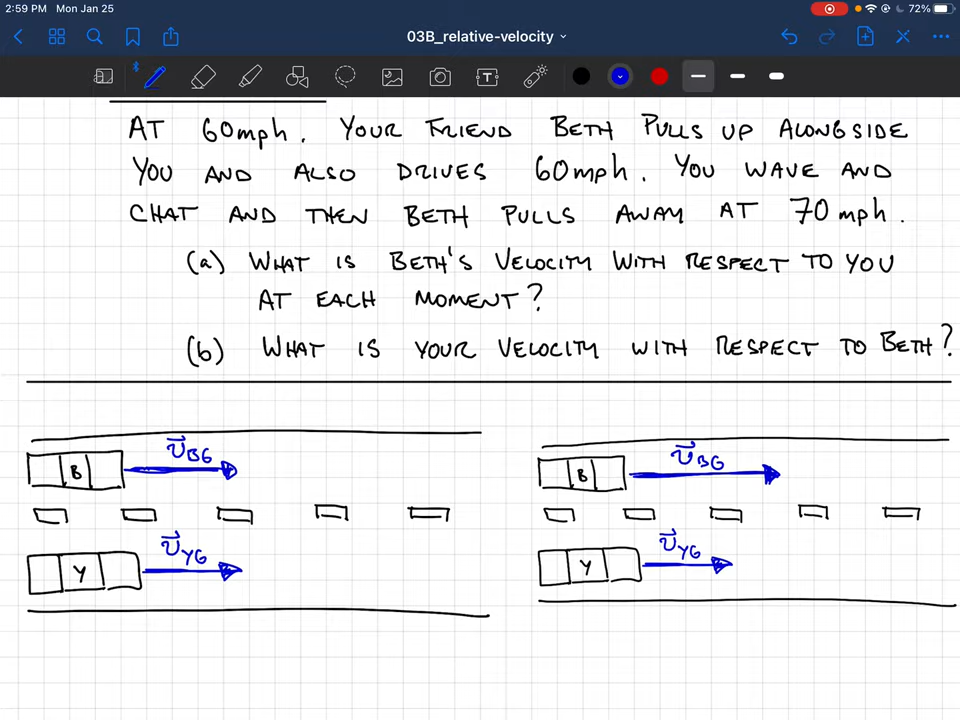 2:59 PM Mon Jan 25
72%
03B_relative-velocity
T
AT 60mph. YOUR FRIEND BETH PULLS UP ALONGSIDE
YOU AND ALSO DRIVES 60mph. YOU WAVE AND
CHAT AND THEN BETH PULLS AWAY AT 70 mph.
(a) WHAT IS BETH'S VELOCITY WITH RESPECT TO YOU
AT EACH MOMENT?
(b) WHAT IS YOUR VELOCITY WITH RESPECT TO BETH?
B v⃗BG
Y v⃗YG
B v⃗BG
Y v⃗YG